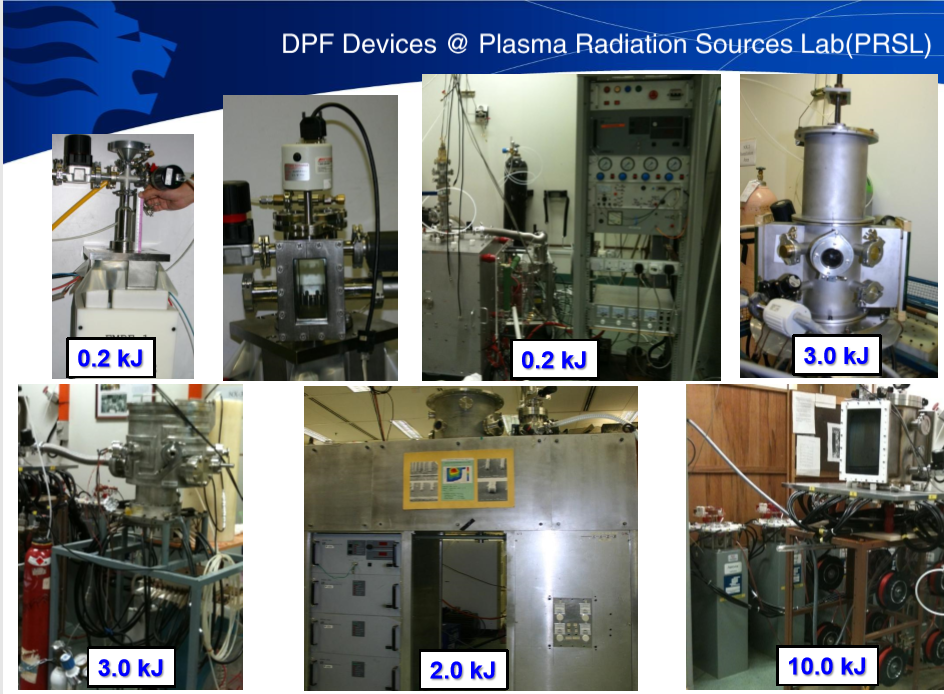 DPF Devices @ Plasma Radiation Sources Lab(PRSL)
0.2 kJ
0.2 kJ
3.0 kJ
3.0 kJ
2.0 kJ
10.0 kJ